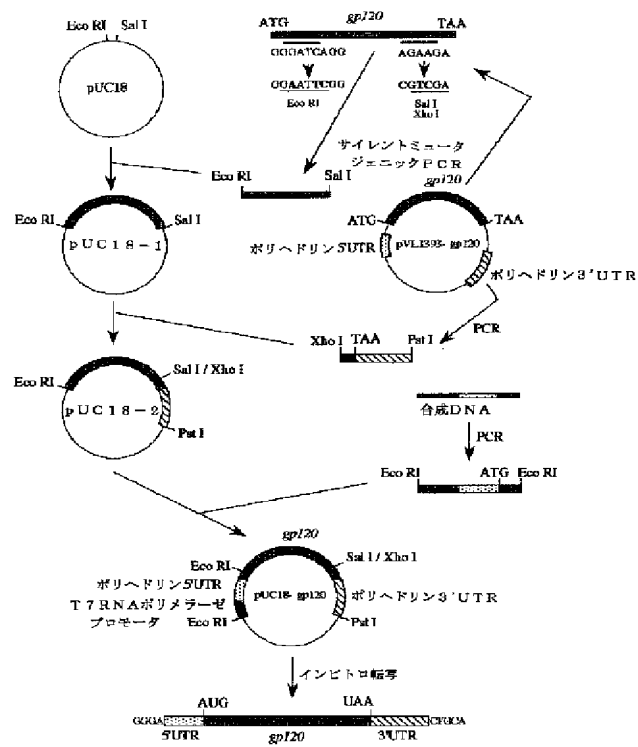 Eco RI Sal I
pUC18
ATG gp120 TAA
GGGATCAGG AGAAGA
GGAATTCGG CGTCGA
Eco RI Sal I
Xho I
サイレントミュータ
ジェニックPCR
Eco RI Sal I
gp120
Eco RI Sal I
pUC18-1
ATG TAA
ポリヘドリン5'UTR
pVL1393-gp120
ポリヘドリン3'UTR
PCR
Xho I TAA Pst I
Sal I / Xho I
Eco RI
pUC18-2
Pst I
合成DNA
PCR
Eco RI ATG Eco RI
gp120
Eco RI Sal I / Xho I
ポリヘドリン5'UTR
T7RNAポリメラーゼ
プロモータ
pUC18-gp120
ポリヘドリン3'UTR
Eco RI Pst I
インビトロ転写
AUG UAA
GGGA
5'UTR gp120 3'UTR